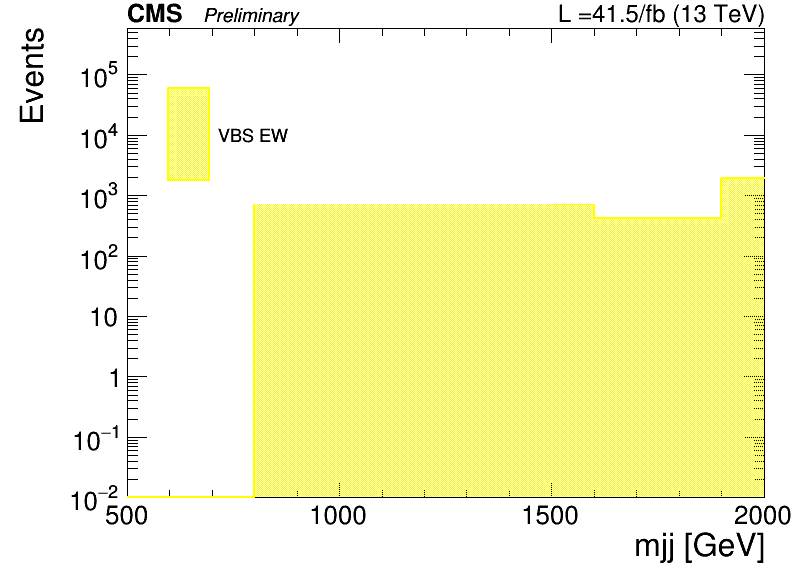 CMS Preliminary L =41.5/fb (13 TeV)
Events
10^5
10^4
10^3
10^2
10
1
10^−1
10^−2
VBS EW
500 1000 1500 2000
mjj [GeV]